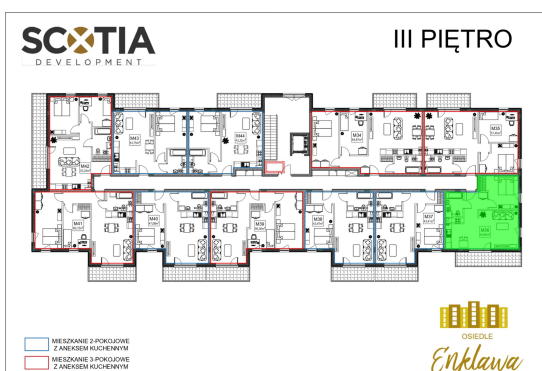 SCOTIA
DEVELOPMENT
III PIĘTRO
M43
M44
M34
M35
M42
M41
M40
M39
M38
M37
M36
MIESZKANIE 2-POKOJOWE
Z ANEKSEM KUCHENNYM
MIESZKANIE 3-POKOJOWE
Z ANEKSEM KUCHENNYM
OSIEDLE
Enklawa